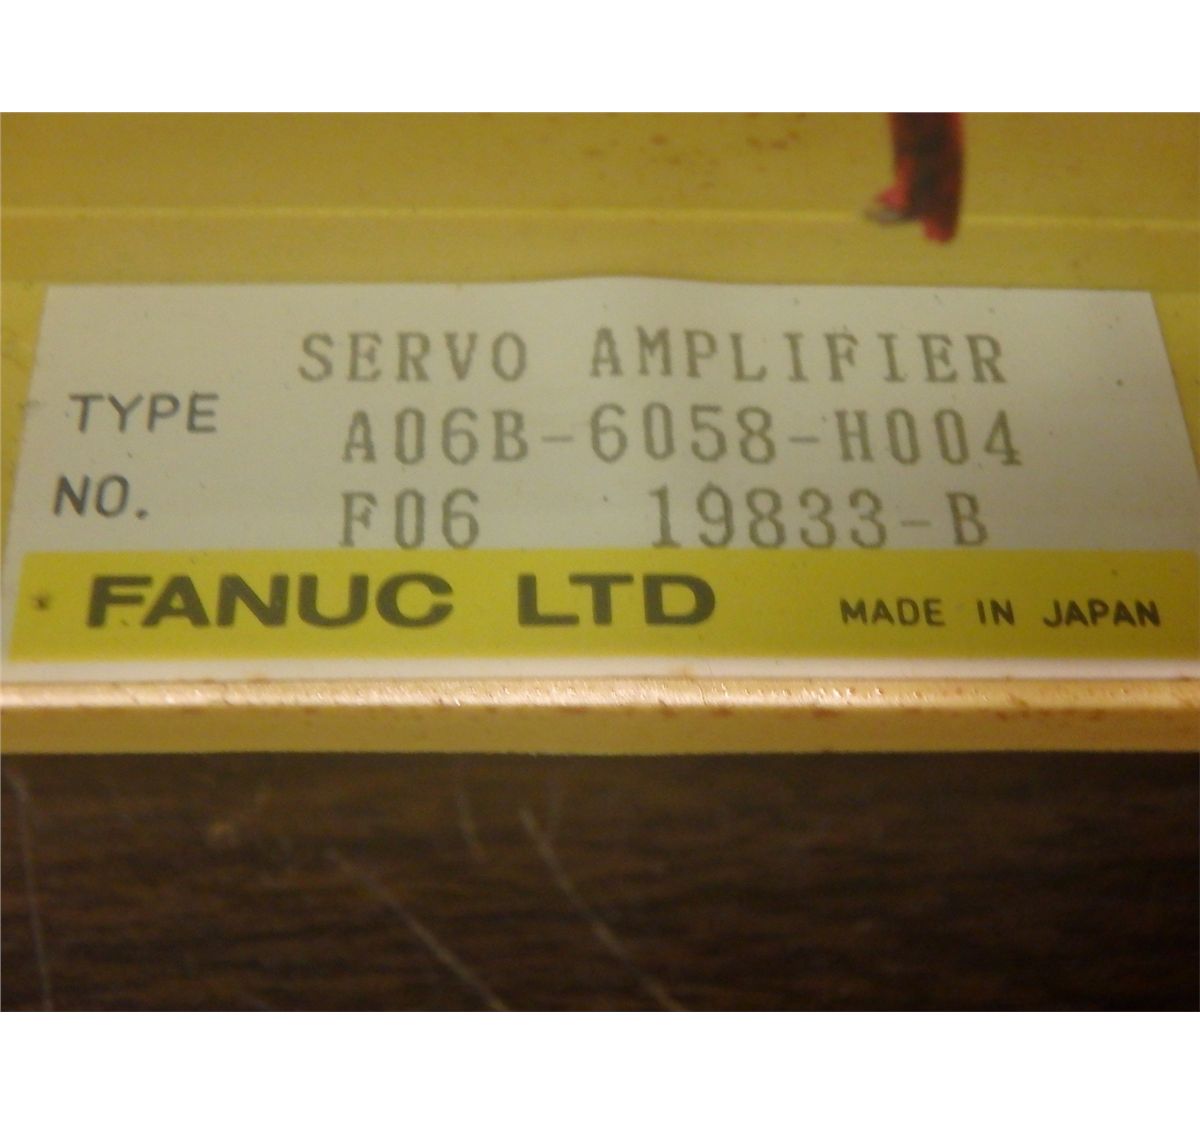 SERVO AMPLIFIER
TYPE A06B-6058-H004
NO. F06 19833-B
FANUC LTD MADE IN JAPAN